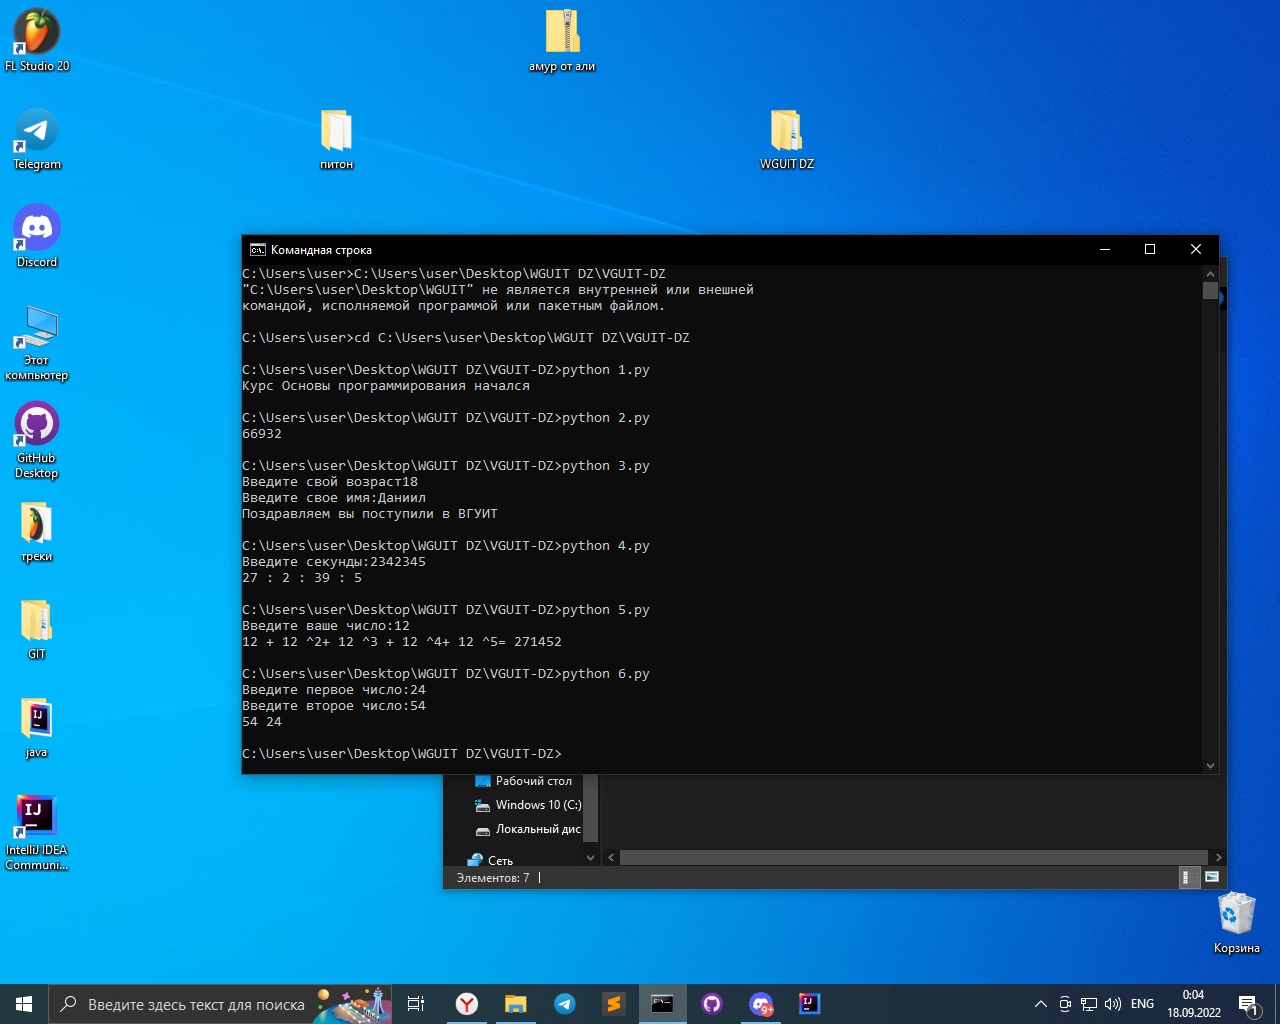 FL Studio 20
амур от али
Telegram
питон
WGUIT DZ
Discord
Этот
компьютер
GitHub
Desktop
треки
GIT
java
IntelliJ IDEA
Communi...
Командная строка
C:\Users\user>C:\Users\user\Desktop\WGUIT DZ\VGUIT-DZ
"C:\Users\user\Desktop\WGUIT" не является внутренней или внешней
командой, исполняемой программой или пакетным файлом.
C:\Users\user>cd C:\Users\user\Desktop\WGUIT DZ\VGUIT-DZ
C:\Users\user\Desktop\WGUIT DZ\VGUIT-DZ>python 1.py
Курс Основы программирования начался
C:\Users\user\Desktop\WGUIT DZ\VGUIT-DZ>python 2.py
66932
C:\Users\user\Desktop\WGUIT DZ\VGUIT-DZ>python 3.py
Введите свой возраст18
Введите свое имя:Даниил
Поздравляем вы поступили в ВГУИТ
C:\Users\user\Desktop\WGUIT DZ\VGUIT-DZ>python 4.py
Введите секунды:2342345
27 : 2 : 39 : 5
C:\Users\user\Desktop\WGUIT DZ\VGUIT-DZ>python 5.py
Введите ваше число:12
12 + 12 ^2+ 12 ^3 + 12 ^4+ 12 ^5= 271452
C:\Users\user\Desktop\WGUIT DZ\VGUIT-DZ>python 6.py
Введите первое число:24
Введите второе число:54
54 24
C:\Users\user\Desktop\WGUIT DZ\VGUIT-DZ>
Рабочий стол
Windows 10 (C:)
Локальный дис
Сеть
Элементов: 7
Корзина
Введите здесь текст для поиска
9+
ENG
0:04
18.09.2022
1